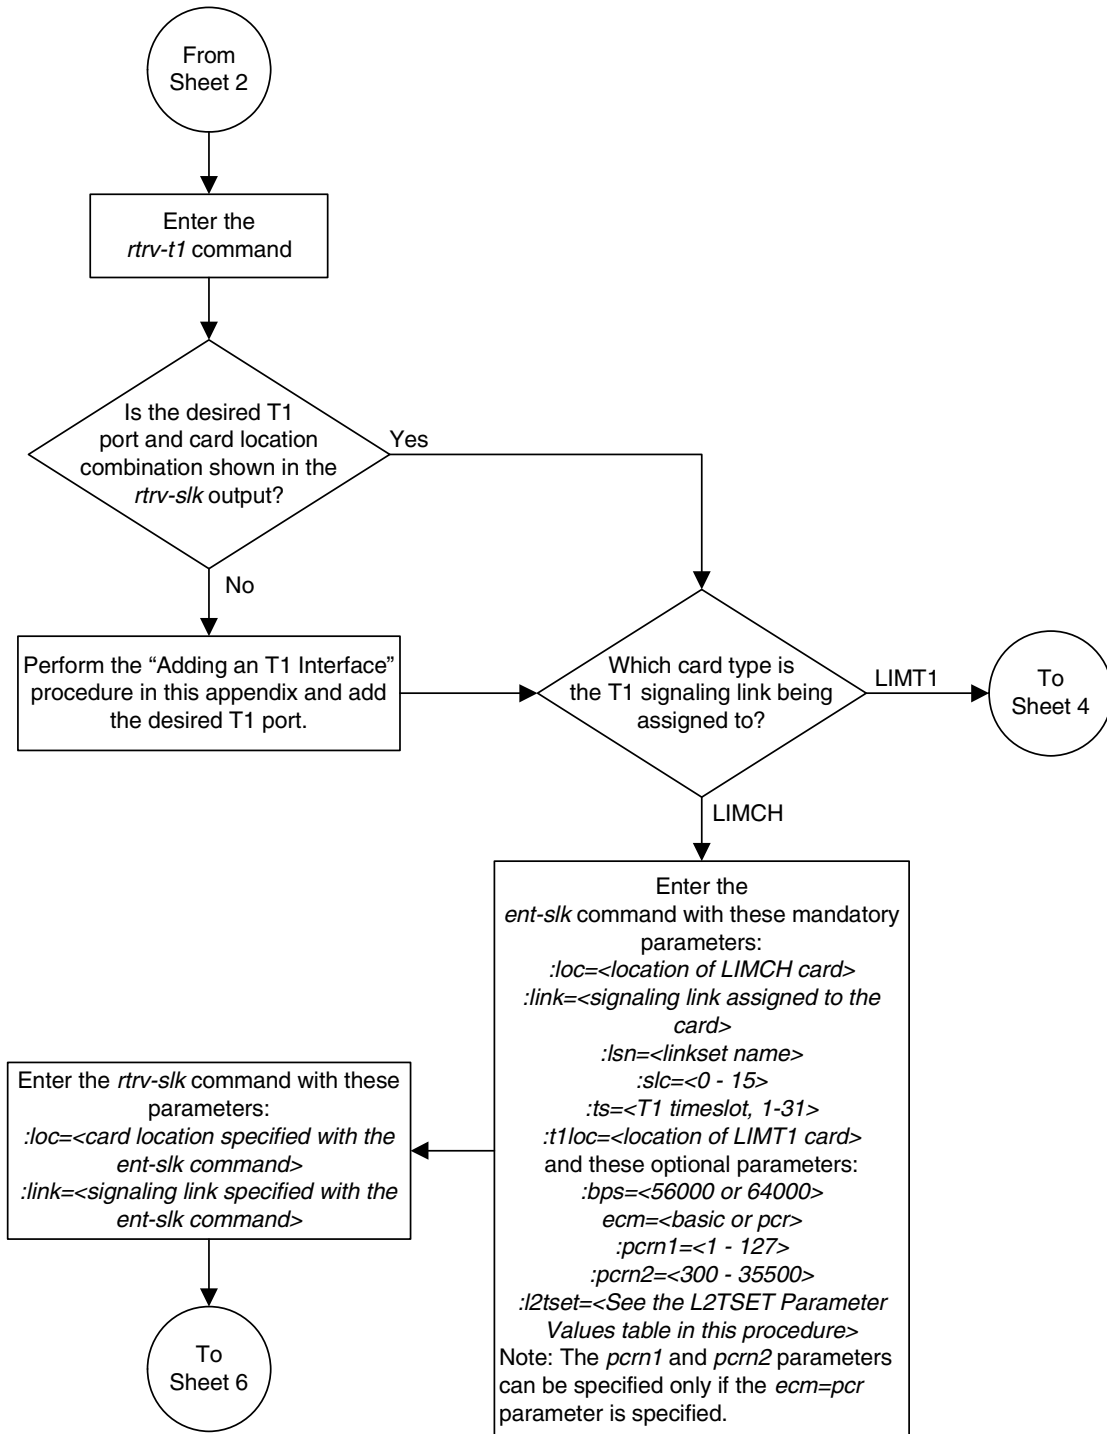 From
Sheet 2
Enter the
rtrv-t1 command
Is the desired T1
port and card location
combination shown in the
rtrv-slk output?
Yes
No
Perform the “Adding an T1 Interface”
procedure in this appendix and add
the desired T1 port.
Which card type is
the T1 signaling link being
assigned to?
LIMT1
To
Sheet 4
LIMCH
Enter the
ent-slk command with these mandatory
parameters:
:loc=<location of LIMCH card>
:link=<signaling link assigned to the
card>
:lsn=<linkset name>
:slc=<0 - 15>
:ts=<T1 timeslot, 1-31>
:t1loc=<location of LIMT1 card>
and these optional parameters:
:bps=<56000 or 64000>
ecm=<basic or pcr>
:pcrn1=<1 - 127>
:pcrn2=<300 - 35500>
:l2tset=<See the L2TSET Parameter
Values table in this procedure>
Note: The pcrn1 and pcrn2 parameters
can be specified only if the ecm=pcr
parameter is specified.
Enter the rtrv-slk command with these
parameters:
:loc=<card location specified with the
ent-slk command>
:link=<signaling link specified with the
ent-slk command>
To
Sheet 6